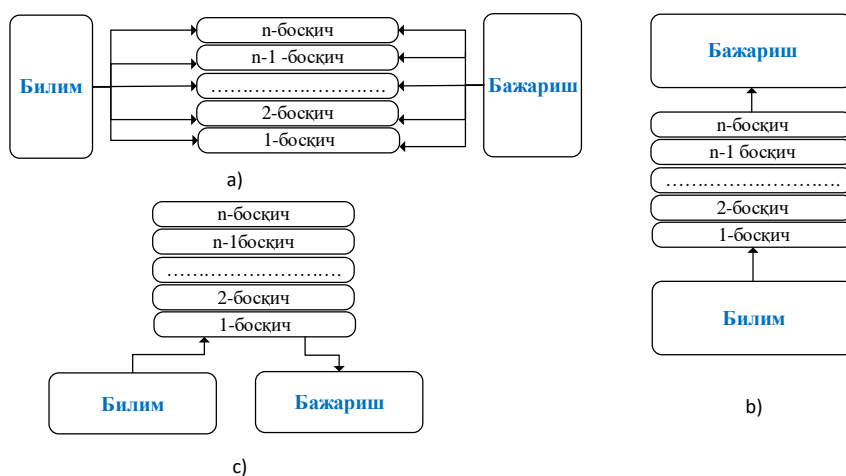 n-босқич
n-1 -босқич
Билим
…………………………
Бажариш
2-босқич
1-босқич
a)
Бажариш
n-босқич
n-1 босқич
…………………………….
2-босқич
1-босқич
Билим
b)
n-босқич
n-1босқич
………………………….
2-босқич
1-босқич
Билим
Бажариш
c)